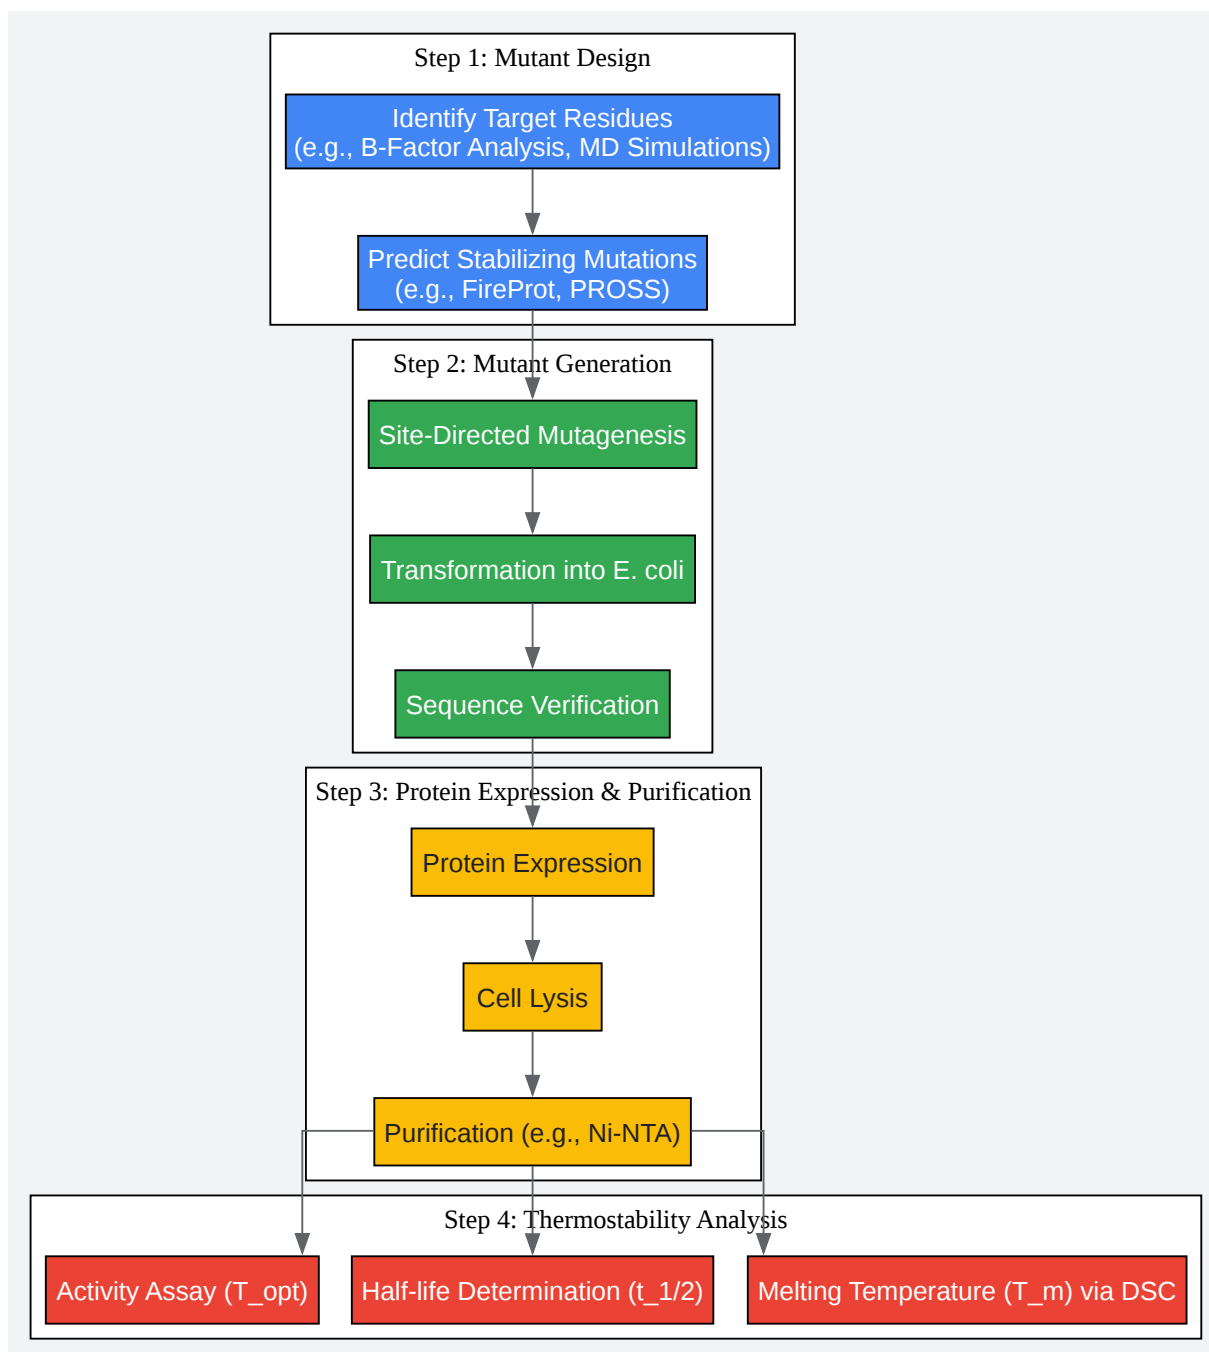 Step 1: Mutant Design
Identify Target Residues
(e.g., B-Factor Analysis, MD Simulations)
Predict Stabilizing Mutations
(e.g., FireProt, PROSS)
Step 2: Mutant Generation
Site-Directed Mutagenesis
Transformation into E. coli
Sequence Verification
Step 3: Protein Expression & Purification
Protein Expression
Cell Lysis
Purification (e.g., Ni-NTA)
Step 4: Thermostability Analysis
Activity Assay (T_opt)
Half-life Determination (t_1/2)
Melting Temperature (T_m) via DSC